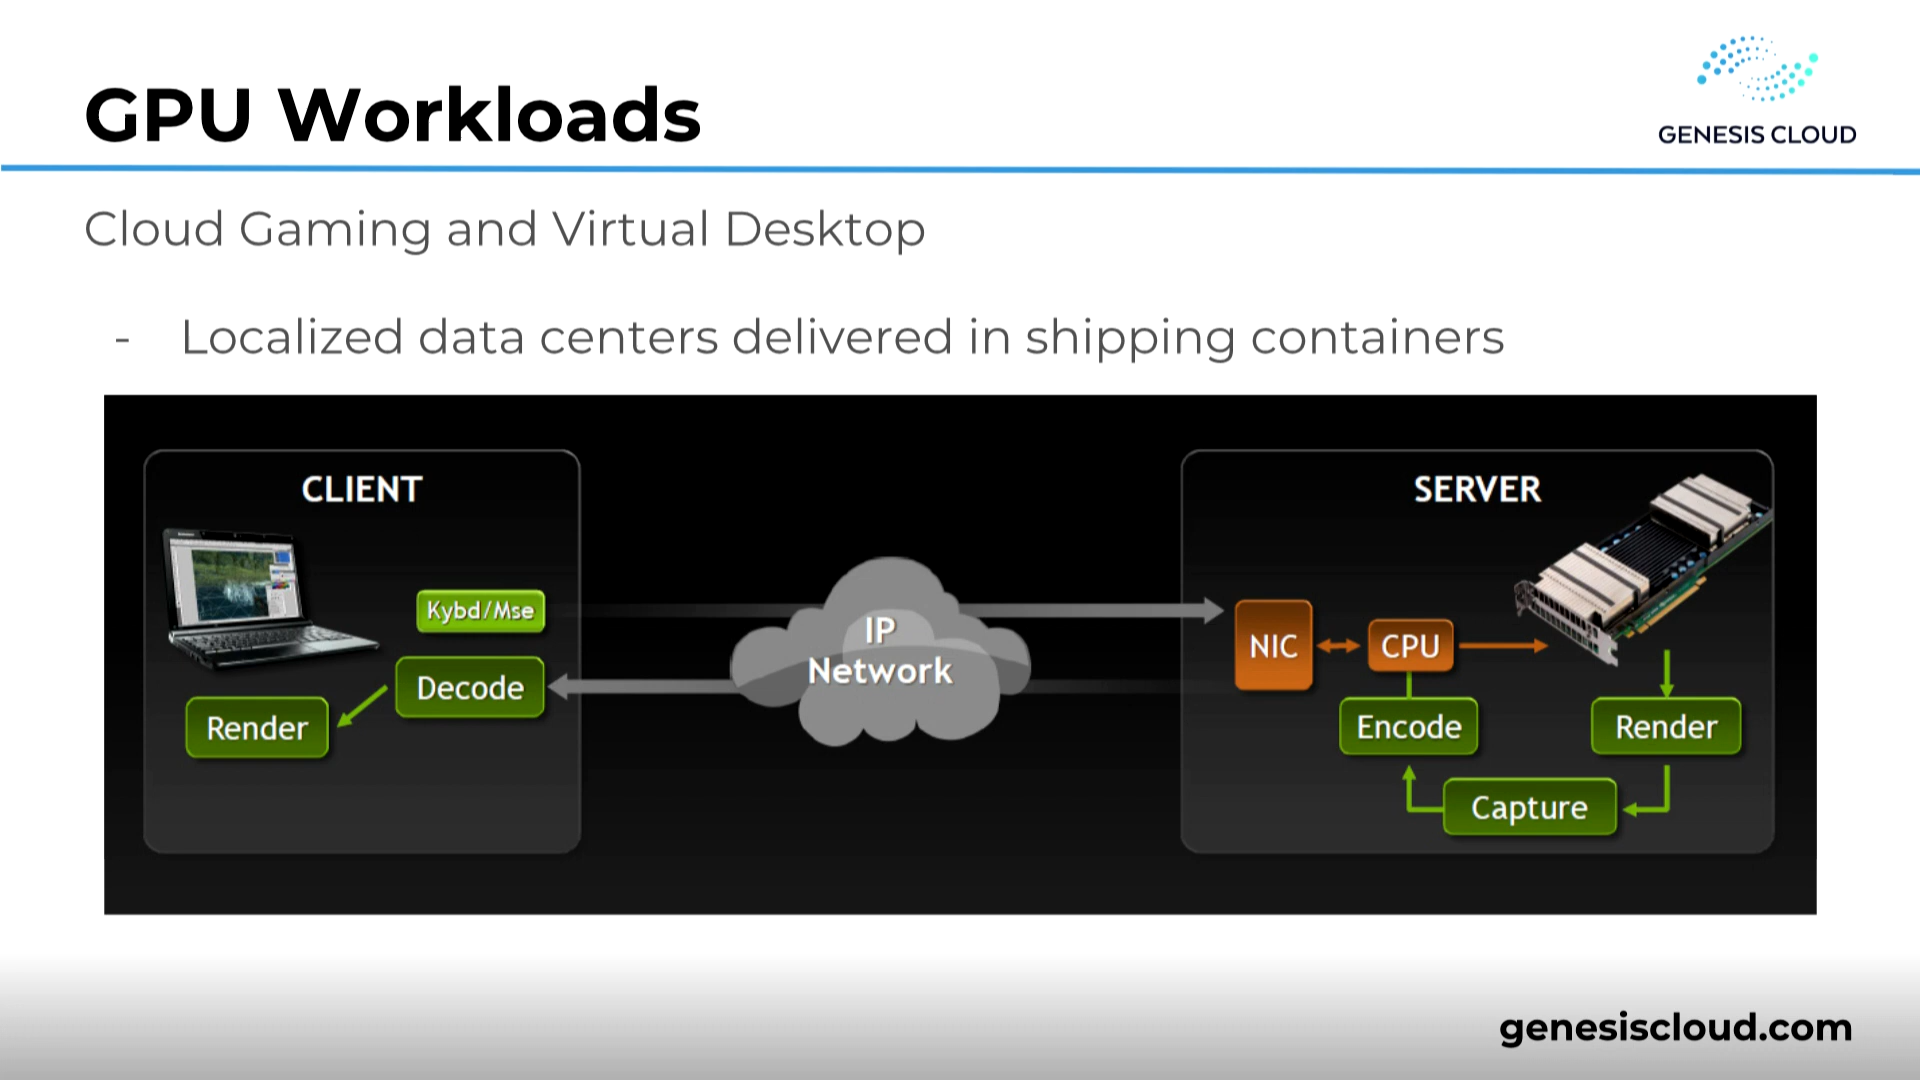 GPU Workloads
GENESIS CLOUD
Cloud Gaming and Virtual Desktop
- Localized data centers delivered in shipping containers
CLIENT
Kybd/Mse
Decode
Render
IP
Network
SERVER
NIC
CPU
Encode
Render
Capture
genesiscloud.com